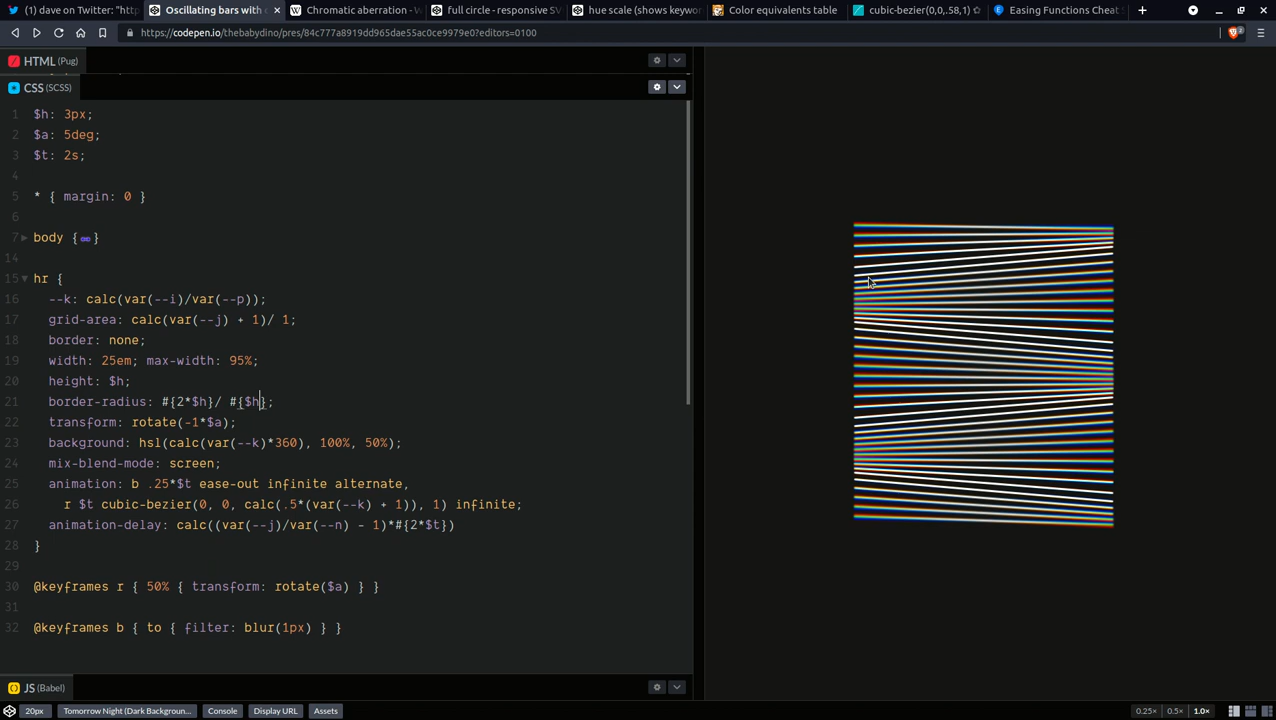 (1) dave on Twitter: "http
Oscillating bars with
Chromatic aberration - W
full circle - responsive SV
hue scale (shows keywo
Color equivalents table
cubic-bezier(0,0,.58,1)
Easing Functions Cheat
https://codepen.io/thebabydino/pres/84c777a8919dd965dae55ac0ce9979e0?editors=0100
2
HTML (Pug)
CSS (SCSS)
1 $h: 3px;
2 $a: 5deg;
3 $t: 2s;
4
5 * { margin: 0 }
6
7 body {↔}
14
15 hr {
16 --k: calc(var(--i)/var(--p));
17 grid-area: calc(var(--j) + 1)/ 1;
18 border: none;
19 width: 25em; max-width: 95%;
20 height: $h;
21 border-radius: #{2*$h}/ #{$h};
22 transform: rotate(-1*$a);
23 background: hsl(calc(var(--k)*360), 100%, 50%);
24 mix-blend-mode: screen;
25 animation: b .25*$t ease-out infinite alternate,
26 r $t cubic-bezier(0, 0, calc(.5*(var(--k) + 1)), 1) infinite;
27 animation-delay: calc((var(--j)/var(--n) - 1)*#{2*$t})
28 }
29
30 @keyframes r { 50% { transform: rotate($a) } }
31
32 @keyframes b { to { filter: blur(1px) } }
JS (Babel)
20px
Tomorrow Night (Dark Backgroun...
Console
Display URL
Assets
0.25×
0.5×
1.0×